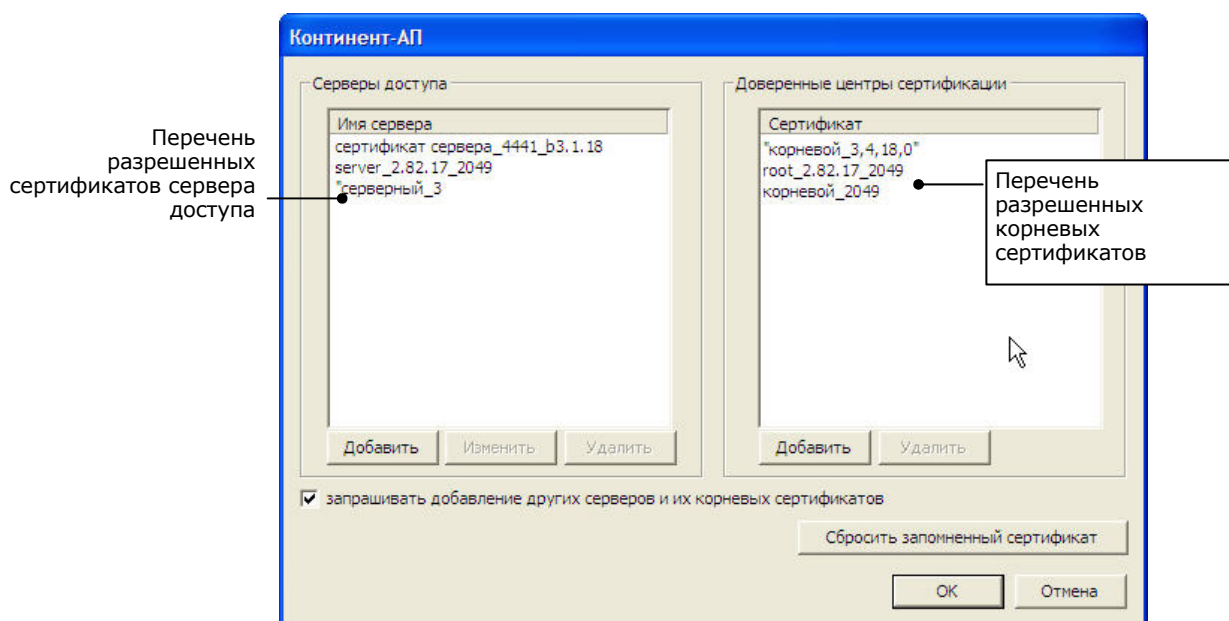 Континент-АП
Серверы доступа
Имя сервера
сертификат сервера_4441_b3.1.18
server_2.82.17_2049
"серверный_3
Добавить
Изменить
Удалить
Доверенные центры сертификации
Сертификат
"корневой_3,4,18,0"
root_2.82.17_2049
корневой_2049
Добавить
Удалить
Перечень
разрешенных
сертификатов сервера
доступа
Перечень
разрешенных
корневых
сертификатов
запрашивать добавление других серверов и их корневых сертификатов
Сбросить запомненный сертификат
ОК
Отмена